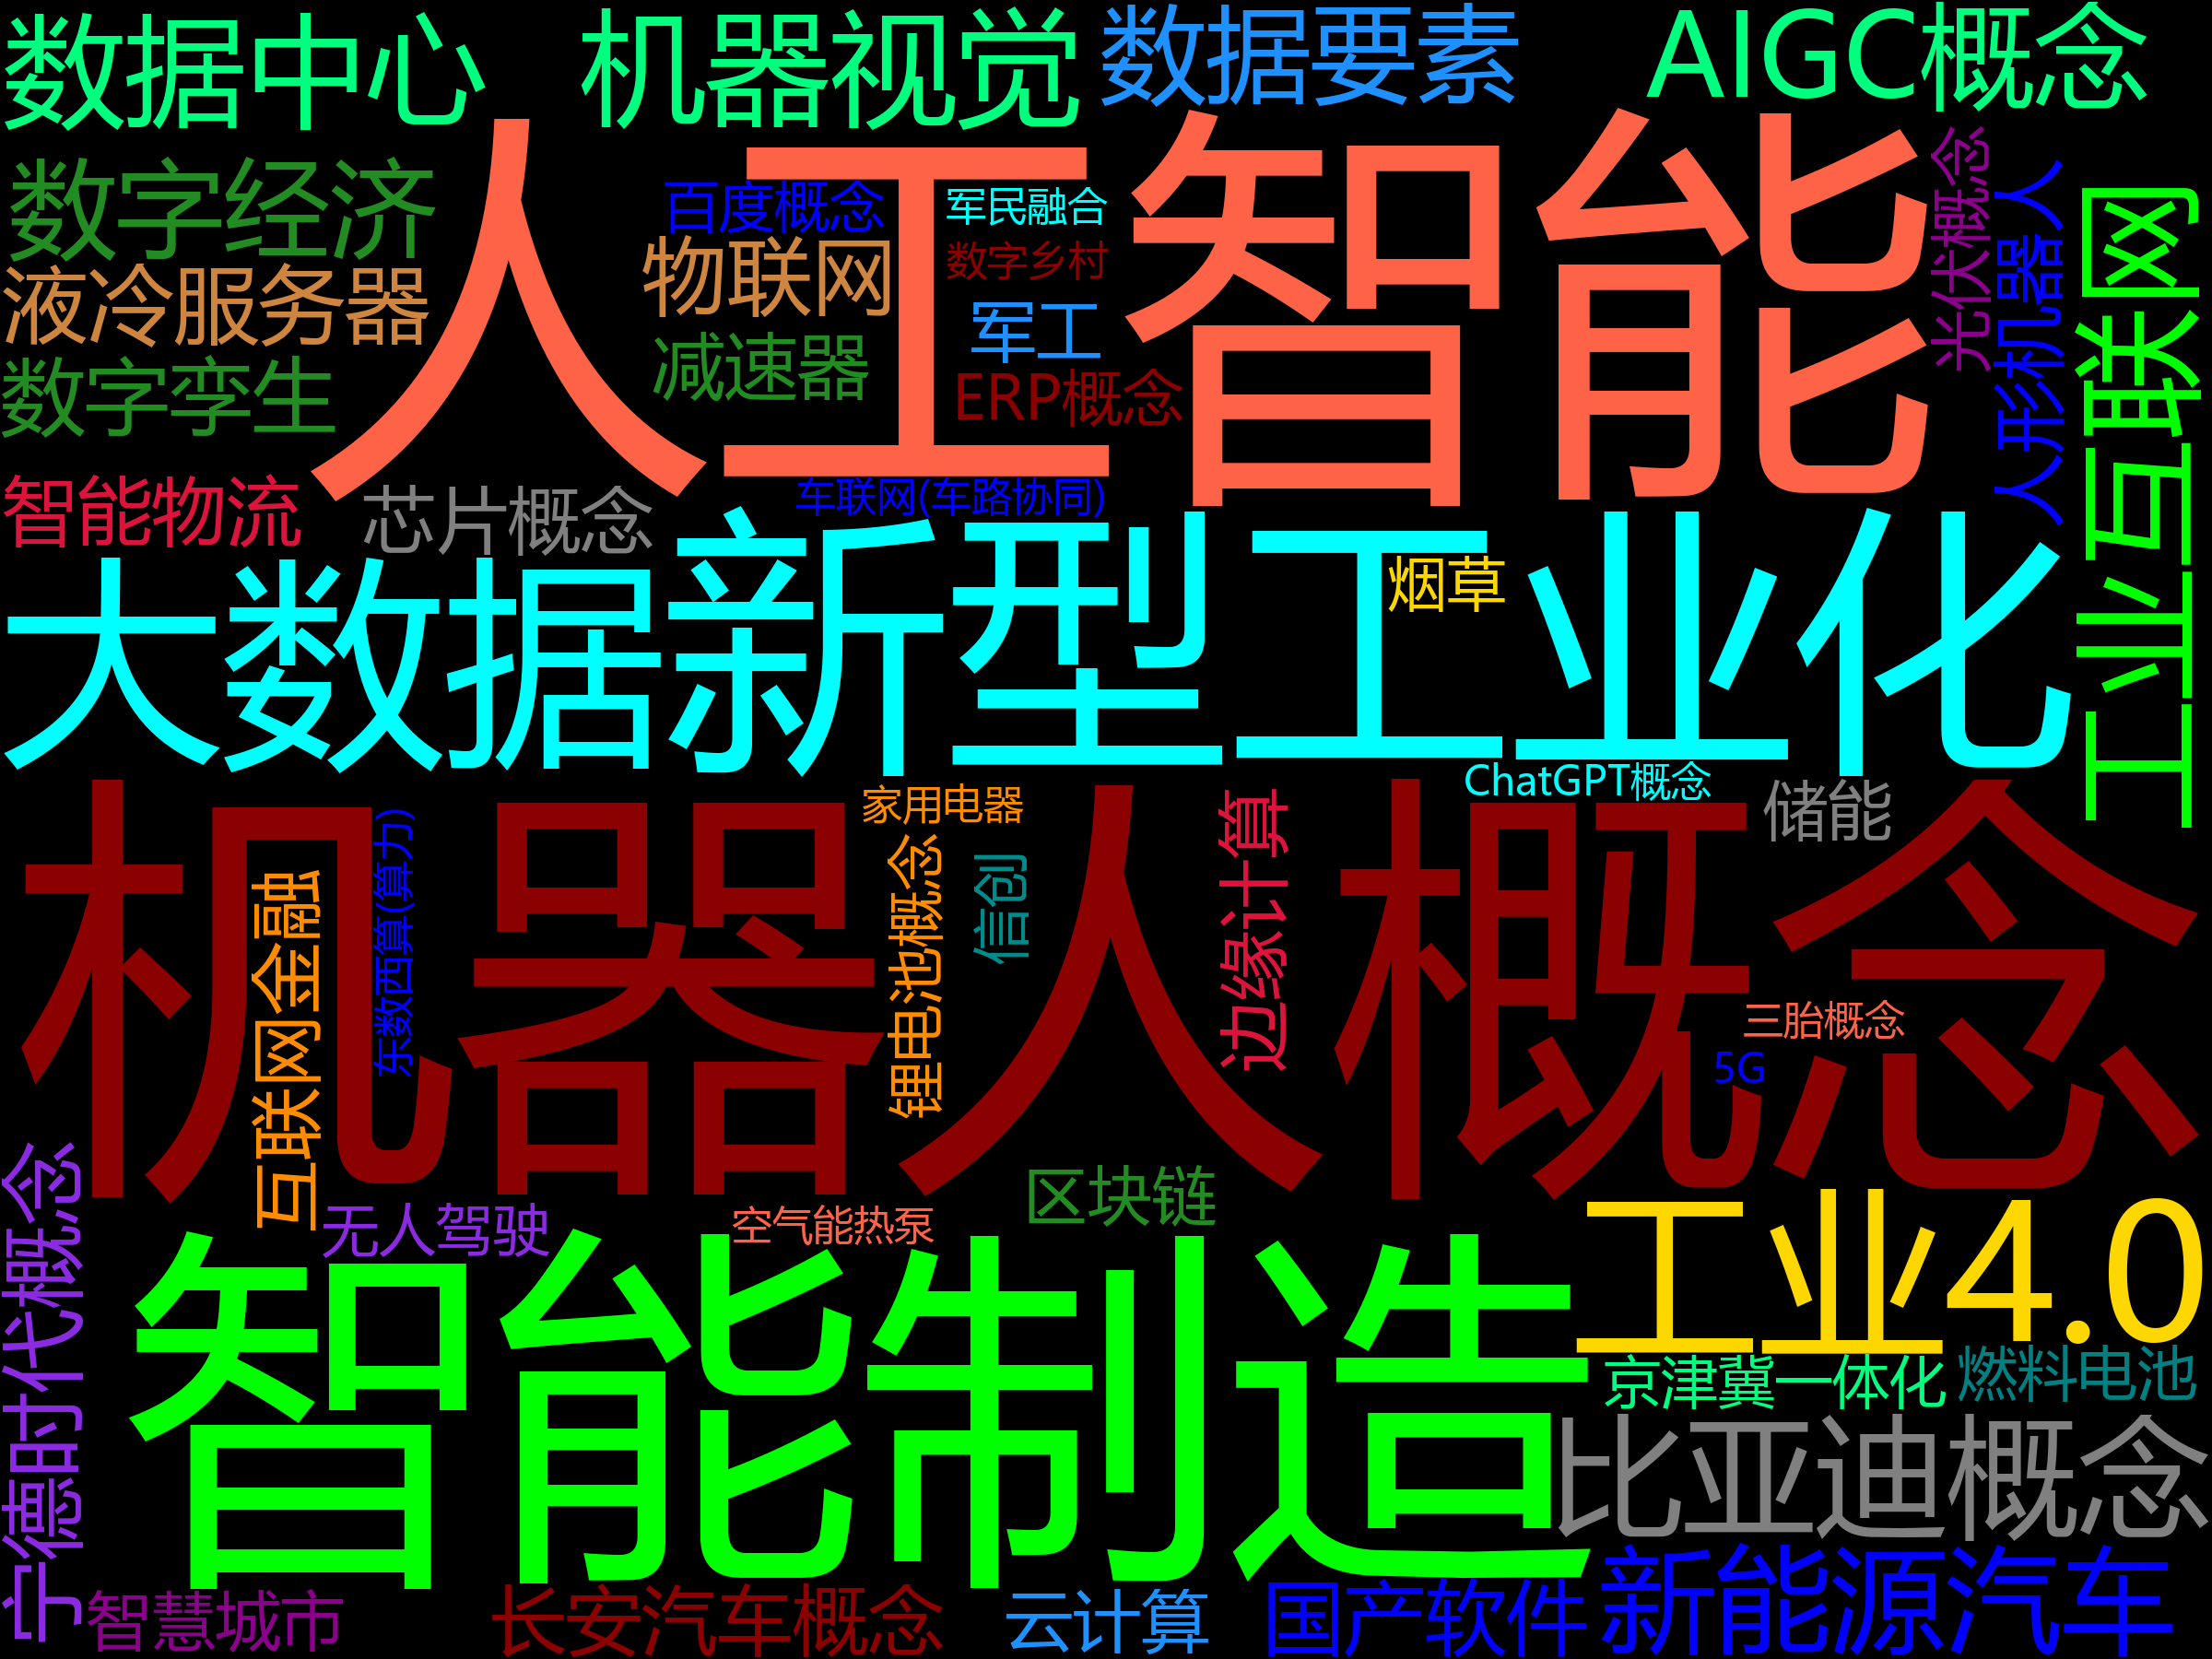 数据中心
机器视觉
数据要素
AIGC概念
人工智能
数字经济
百度概念
军民融合
光伏概念
人形机器人
工业互联网
液冷服务器
物联网
数字乡村
军工
减速器
数字孪生
ERP概念
智能物流
芯片概念
车联网(车路协同)
大数据
新型工业化
烟草
ChatGPT概念
机器人概念
家用电器
储能
互联网金融
东数西算(算力)
锂电池概念
信创
边缘计算
三胎概念
5G
宁德时代概念
无人驾驶
空气能热泵
区块链
工业4.0
智能制造
京津冀一体化
燃料电池
比亚迪概念
智慧城市
长安汽车概念
云计算
国产软件
新能源汽车